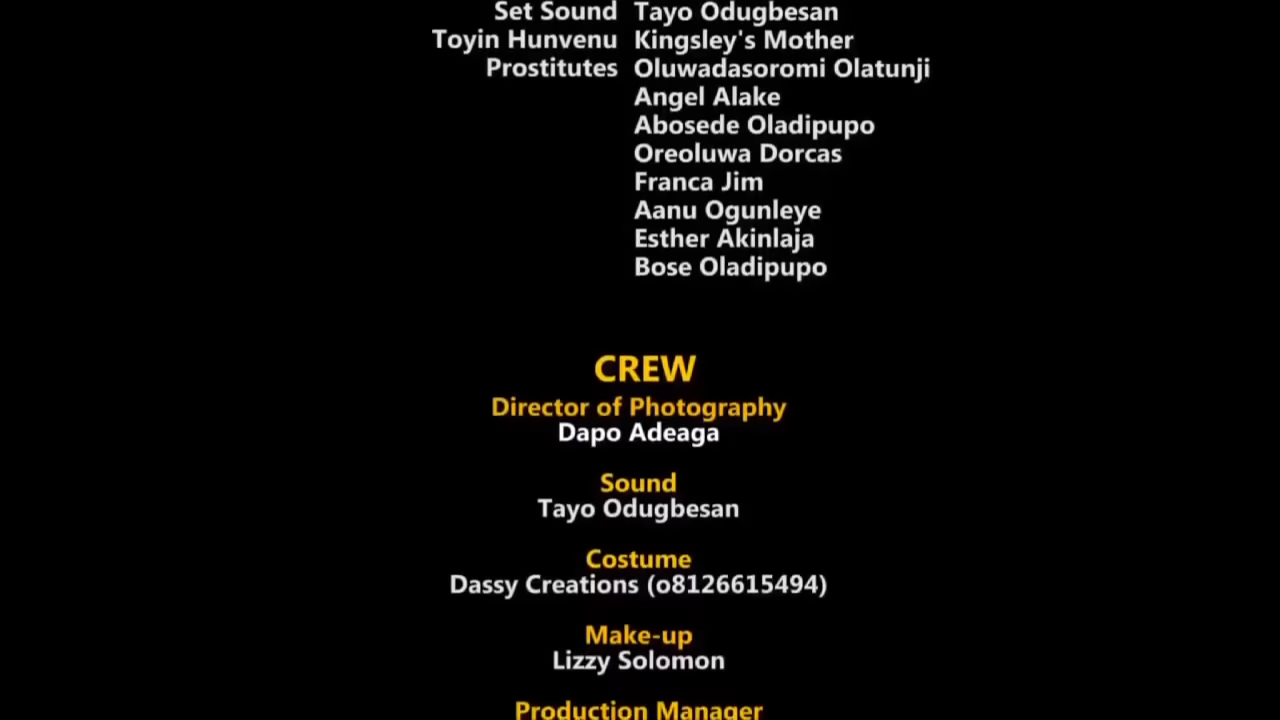 Set Sound Tayo Odugbesan
Toyin Hunvenu Kingsley's Mother
Prostitutes Oluwadasoromi Olatunji
Angel Alake
Abosede Oladipupo
Oreoluwa Dorcas
Franca Jim
Aanu Ogunleye
Esther Akinlaja
Bose Oladipupo
CREW
Director of Photography
Dapo Adeaga
Sound
Tayo Odugbesan
Costume
Dassy Creations (o8126615494)
Make-up
Lizzy Solomon
Production Manager